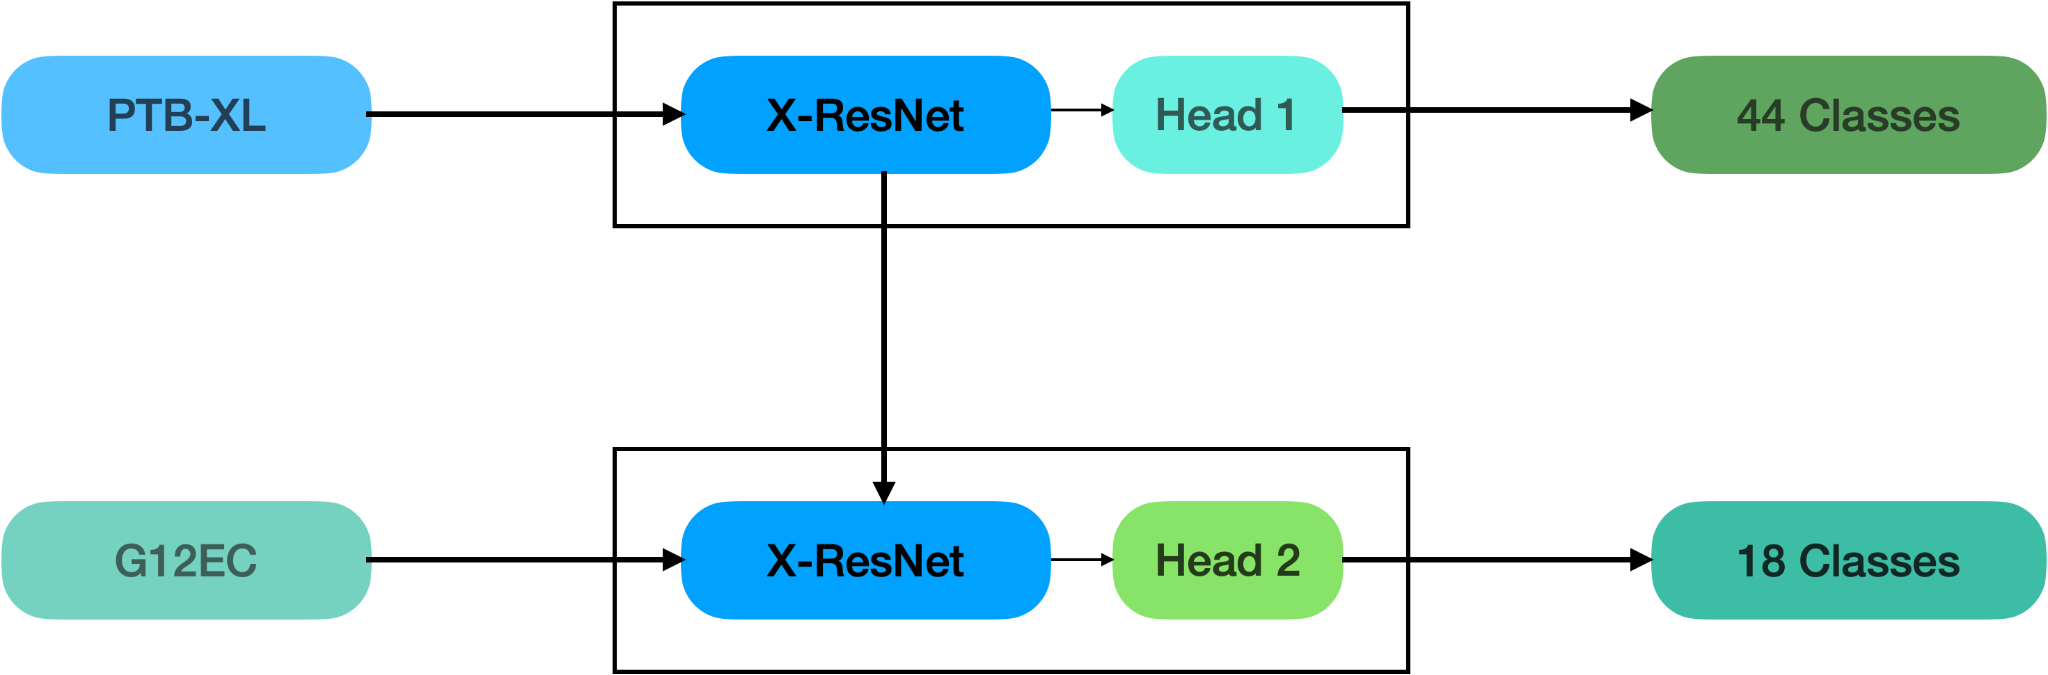 PTB-XL
X-ResNet
Head 1
44 Classes
G12EC
X-ResNet
Head 2
18 Classes